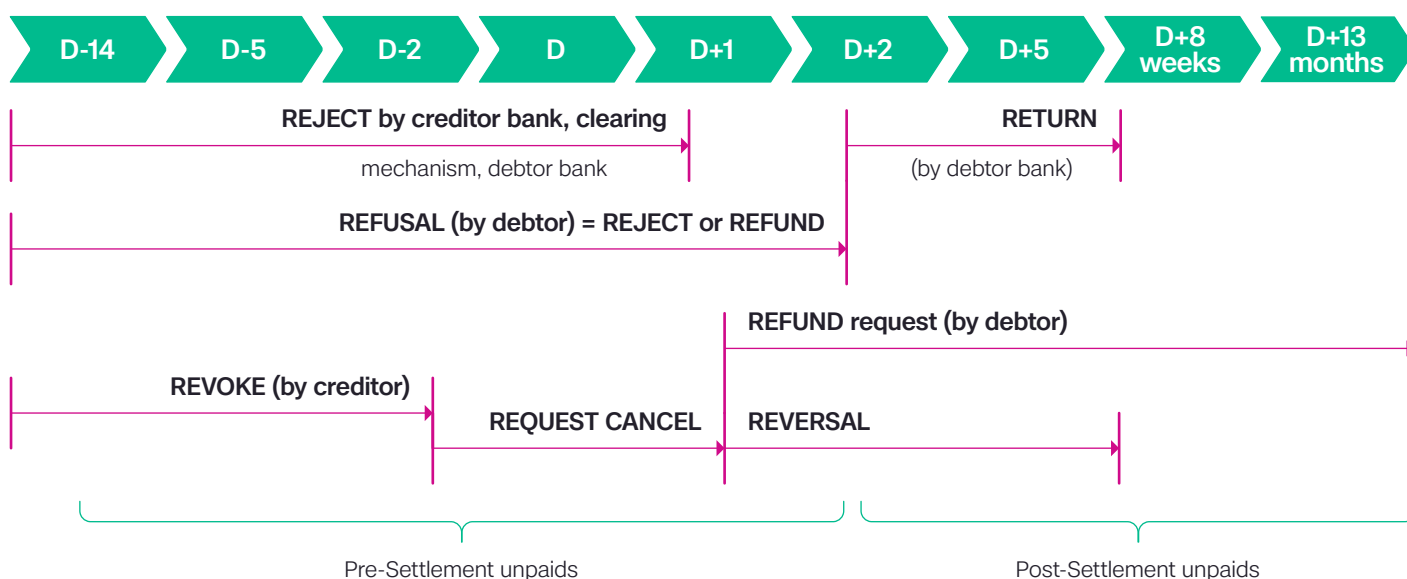 D-14
D-5
D-2
D
D+1
D+2
D+5
D+8
weeks
D+13
months
REJECT by creditor bank, clearing
mechanism, debtor bank
RETURN
(by debtor bank)
REFUSAL (by debtor) = REJECT or REFUND
REFUND request (by debtor)
REVOKE (by creditor)
REQUEST CANCEL
REVERSAL
Pre-Settlement unpaids
Post-Settlement unpaids